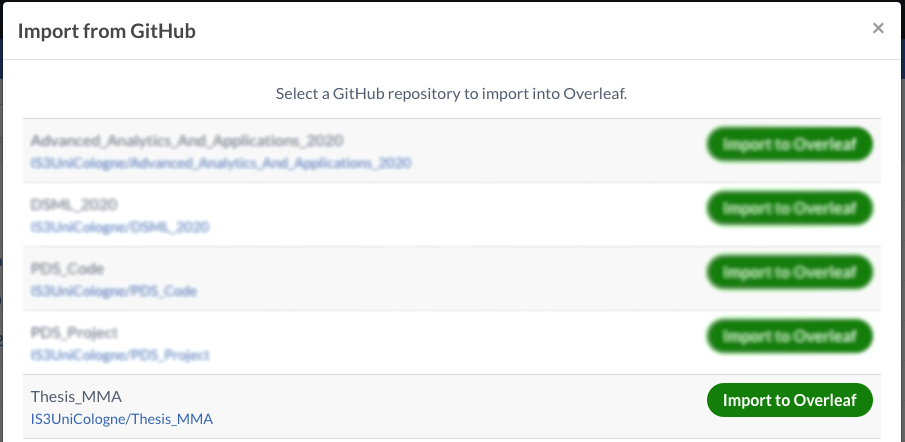 Import from GitHub
×
Select a GitHub repository to import into Overleaf.
Advanced_Analytics_And_Applications_2020
Import to Overleaf
IS3UniCologne/Advanced_Analytics_And_Applications_2020
DSML_2020
Import to Overleaf
IS3UniCologne/DSML_2020
PDS_Code
Import to Overleaf
IS3UniCologne/PDS_Code
PDS_Project
Import to Overleaf
IS3UniCologne/PDS_Project
Thesis_MMA
Import to Overleaf
IS3UniCologne/Thesis_MMA